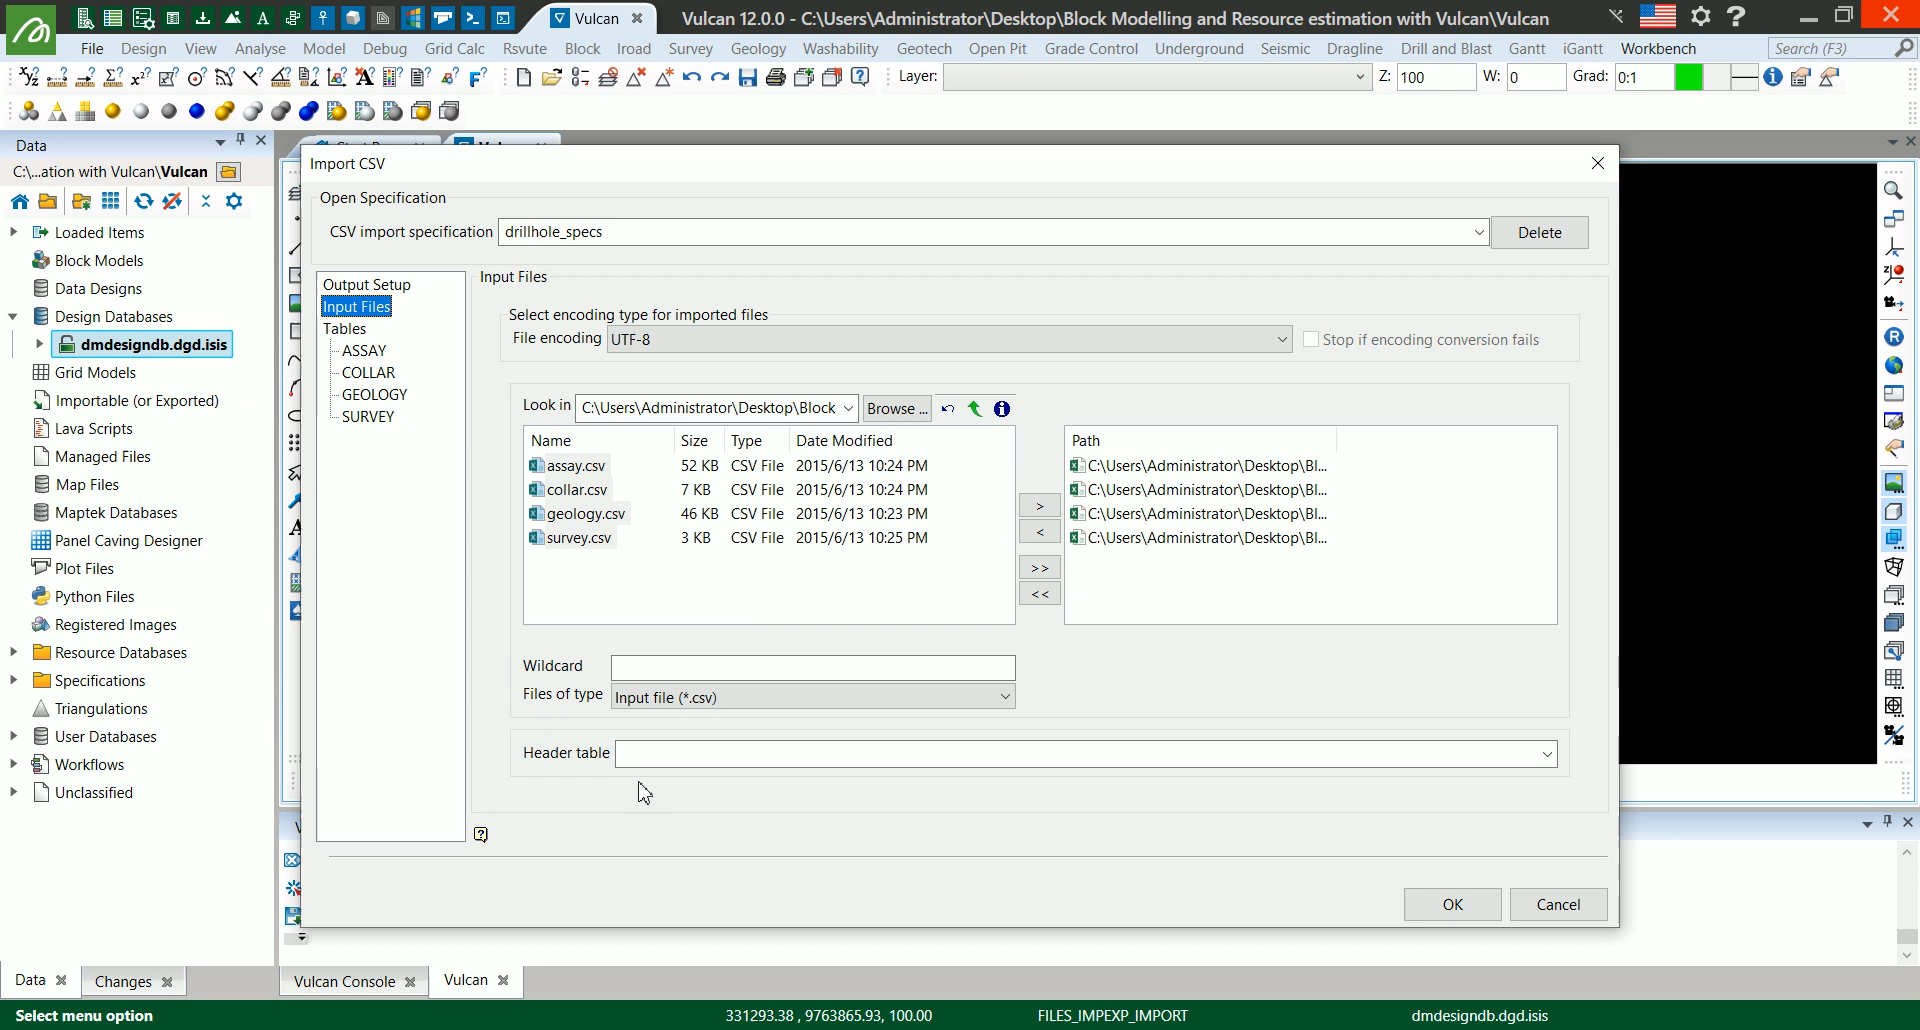 Vulcan
Vulcan 12.0.0 - C:\Users\Administrator\Desktop\Block Modelling and Resource estimation with Vulcan\Vulcan
File Design View Analyse Model Debug Grid Calc Rsvute Block Iroad Survey Geology Washability Geotech Open Pit Grade Control Underground Seismic Dragline Drill and Blast Gantt iGantt Workbench Search (F3)
Layer: Z: 100 W: 0 Grad: 0:1
Data
C:\...ation with Vulcan\Vulcan
Loaded Items
Block Models
Data Designs
Design Databases
dmdesigndb.dgd.isis
Grid Models
Importable (or Exported)
Lava Scripts
Managed Files
Map Files
Maptek Databases
Panel Caving Designer
Plot Files
Python Files
Registered Images
Resource Databases
Specifications
Triangulations
User Databases
Workflows
Unclassified
Import CSV
Open Specification
CSV import specification drillhole_specs Delete
Output Setup
Input Files
Tables
ASSAY
COLLAR
GEOLOGY
SURVEY
Input Files
Select encoding type for imported files
File encoding UTF-8 Stop if encoding conversion fails
Look in C:\Users\Administrator\Desktop\Block Browse ...
Name Size Type Date Modified
assay.csv 52 KB CSV File 2015/6/13 10:24 PM
collar.csv 7 KB CSV File 2015/6/13 10:24 PM
geology.csv 46 KB CSV File 2015/6/13 10:23 PM
survey.csv 3 KB CSV File 2015/6/13 10:25 PM
>
<
>>
<<
Path
C:\Users\Administrator\Desktop\Bl...
C:\Users\Administrator\Desktop\Bl...
C:\Users\Administrator\Desktop\Bl...
C:\Users\Administrator\Desktop\Bl...
Wildcard
Files of type Input file (*.csv)
Header table
OK Cancel
Data Changes Vulcan Console Vulcan
Select menu option 331293.38 , 9763865.93, 100.00 FILES_IMPEXP_IMPORT dmdesigndb.dgd.isis